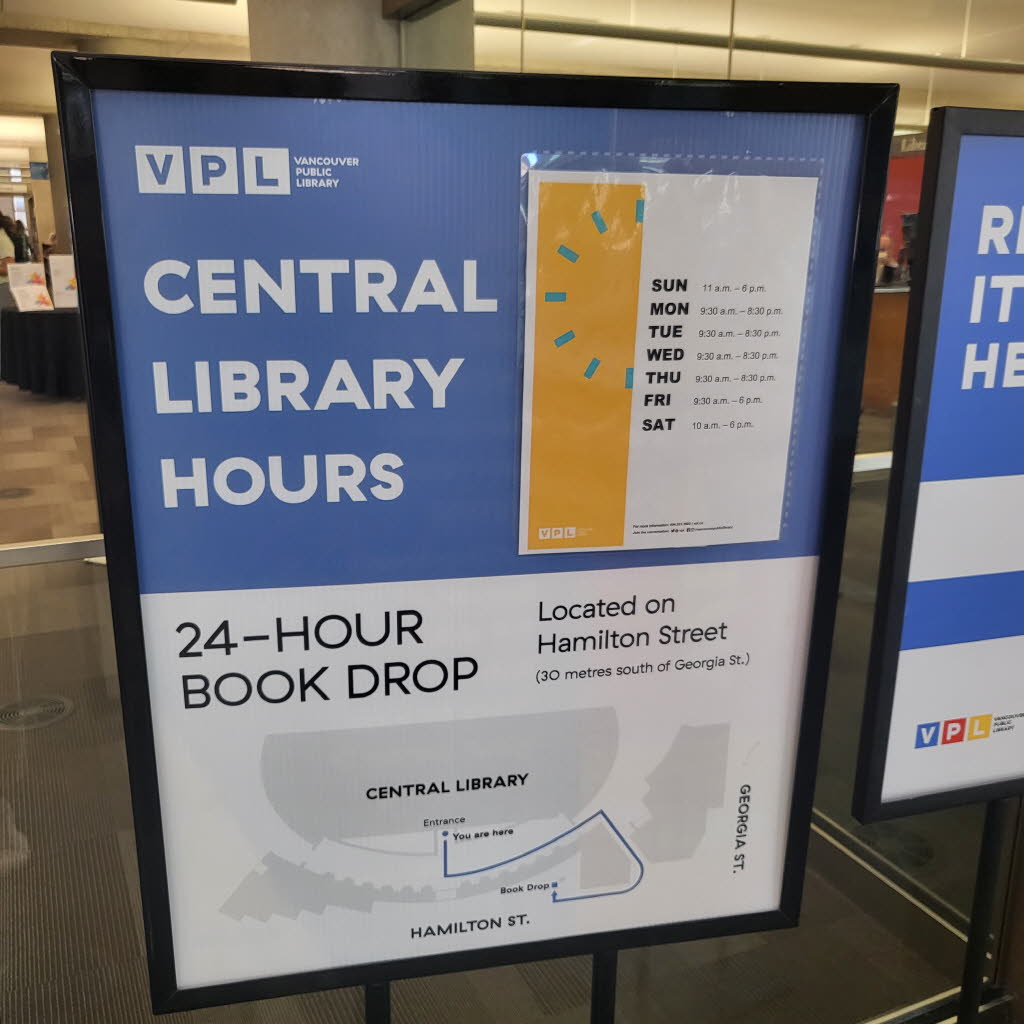 VPL VANCOUVER
PUBLIC
LIBRARY
CENTRAL
LIBRARY
HOURS
SUN 11 a.m. – 6 p.m.
MON 9:30 a.m. – 8:30 p.m.
TUE 9:30 a.m. – 8:30 p.m.
WED 9:30 a.m. – 8:30 p.m.
THU 9:30 a.m. – 8:30 p.m.
FRI 9:30 a.m. – 6 p.m.
SAT 10 a.m. – 6 p.m.
VPL
24–HOUR
BOOK DROP
Located on
Hamilton Street
(30 metres south of Georgia St.)
CENTRAL LIBRARY
Entrance
You are here
Book Drop
HAMILTON ST.
GEORGIA ST.
IT
HE
VPL VANCOUVER
PUBLIC
LIBRARY